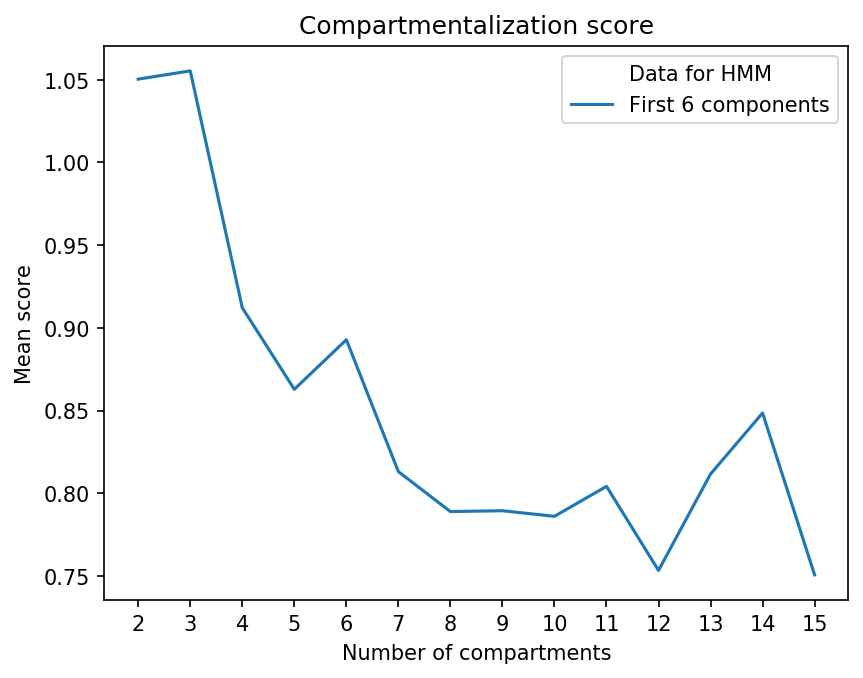 Compartmentalization score
Data for HMM
First 6 components
Mean score
1.05
1.00
0.95
0.90
0.85
0.80
0.75
2 3 4 5 6 7 8 9 10 11 12 13 14 15
Number of compartments